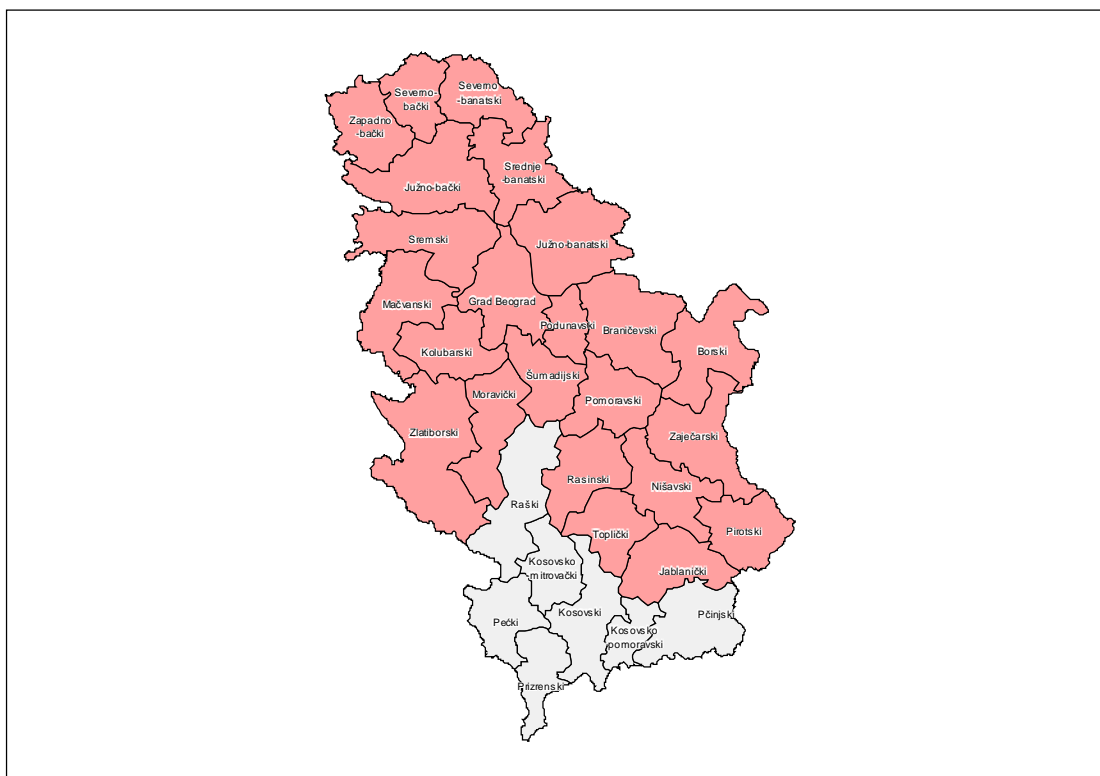 Severno-
bački
Severno
-banatski
Zapadno
-bački
Južno-bački
Srednje
-banatski
Sremski
Južno-banatski
Mačvanski
Grad Beograd
Podunavski
Braničevski
Kolubarski
Borski
Šumadijski
Moravički
Pomoravski
Zlatiborski
Zaječarski
Rasinski
Nišavski
Raški
Toplički
Pirotski
Kosovsko
-mitrovački
Jablanički
Pećki
Kosovski
Kosovsko
pomoravski
Pčinjski
Prizrenski